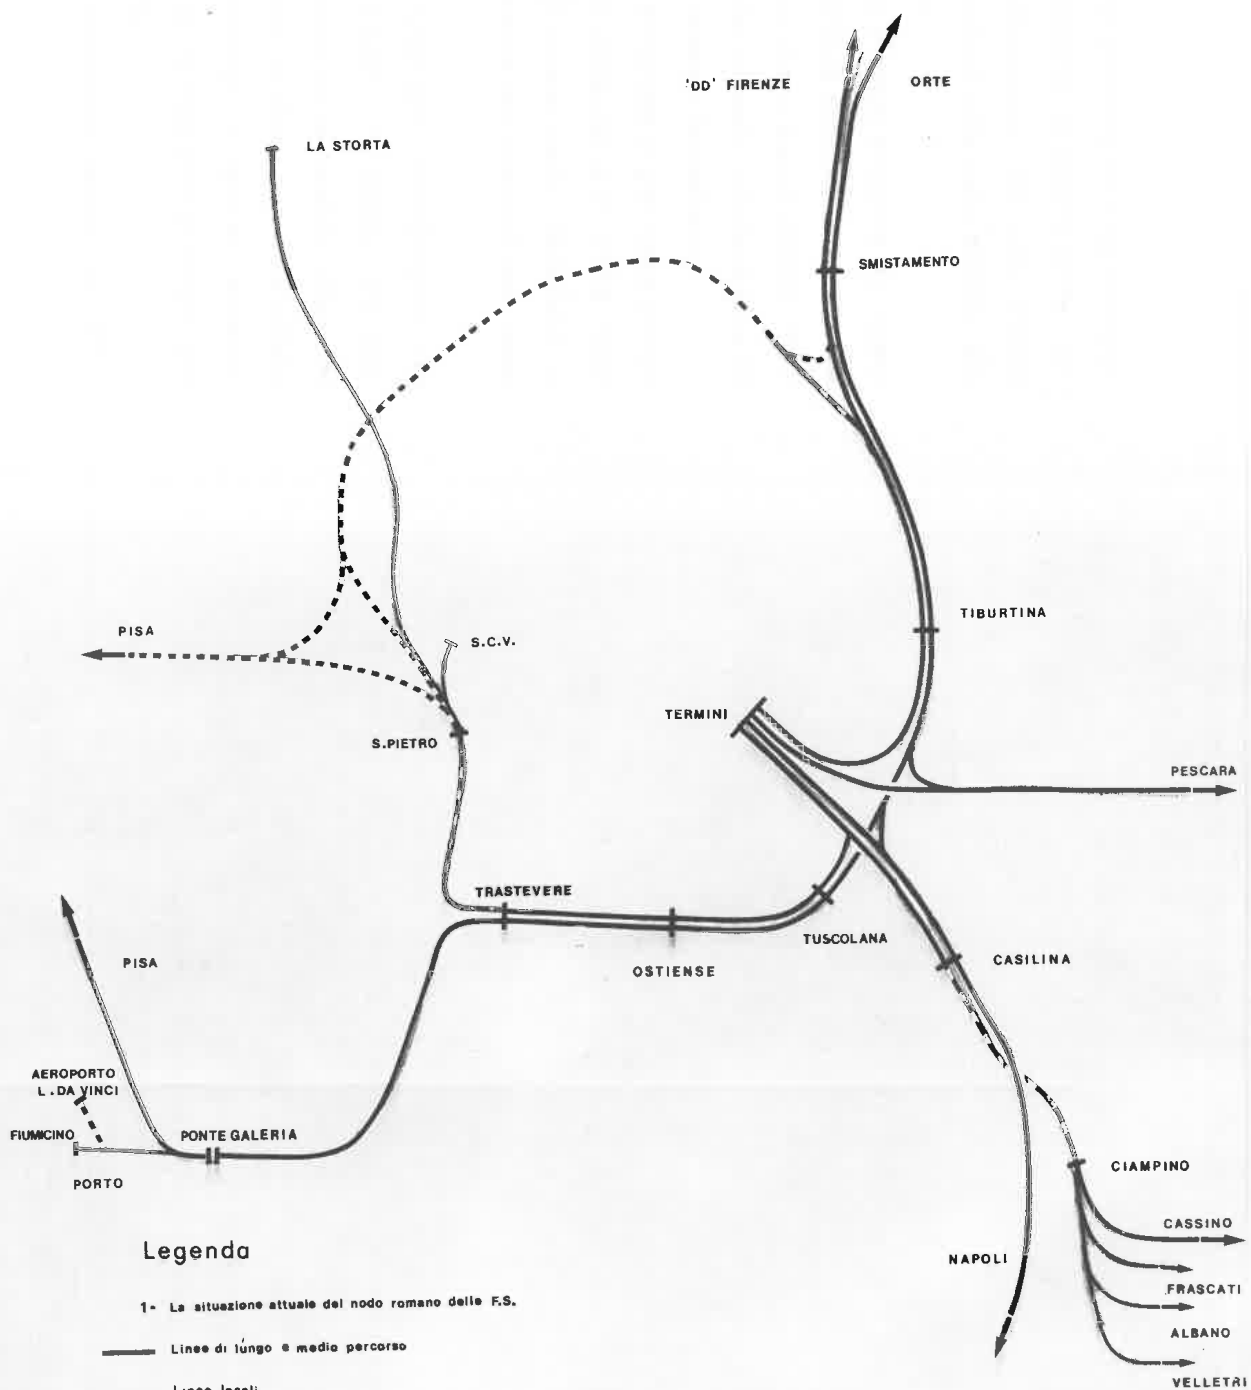 'DD' FIRENZE
ORTE
LA STORTA
SMISTAMENTO
TIBURTINA
PISA
S.C.V.
TERMINI
S.PIETRO
PESCARA
TRASTEVERE
TUSCOLANA
OSTIENSE
CASILINA
PISA
AEROPORTO
L. DA VINCI
FIUMICINO
PONTE GALERIA
PORTO
CIAMPINO
CASSINO
NAPOLI
FRASCATI
ALBANO
VELLETRI
Legenda
1- La situazione attuale del nodo romano delle F.S.
Linee di lungo e medio percorso
Linee locali